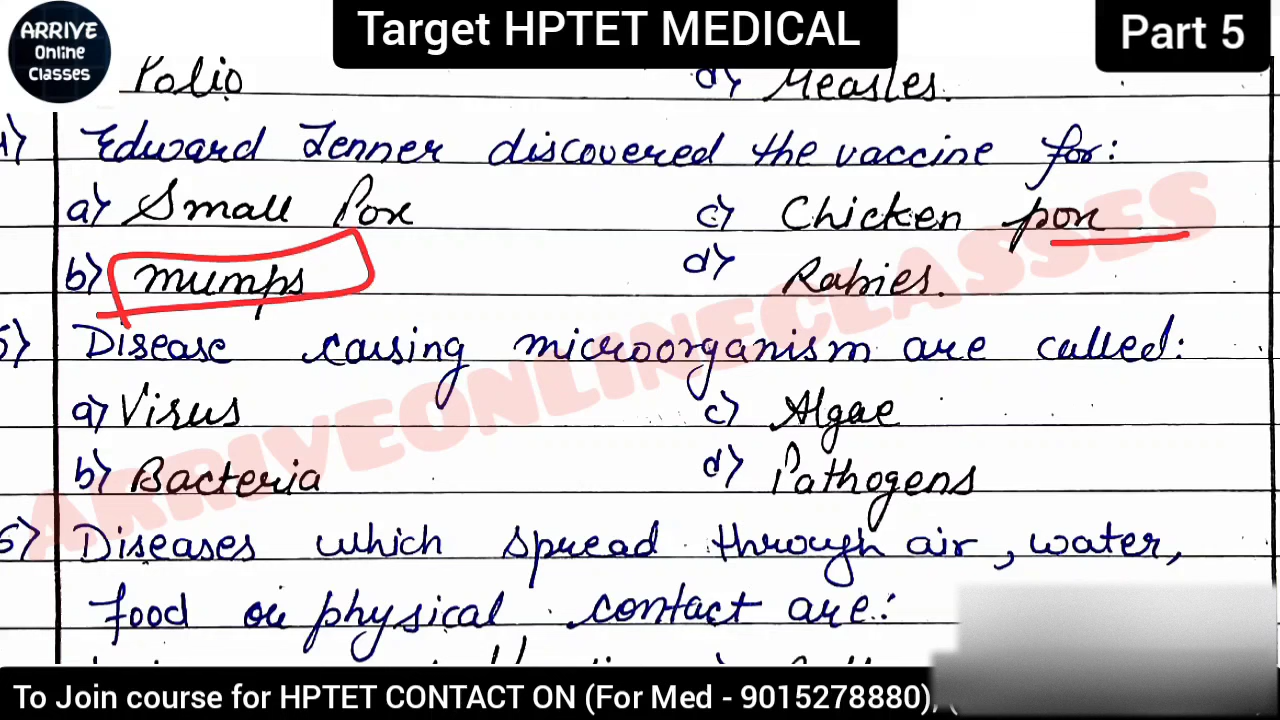 ARRIVE
Online
Classes
Target HPTET MEDICAL
Part 5
Polio d) Measles.
Edward Jenner discovered the vaccine for:
a) Small Pox c) Chicken pox
b) mumps d) Rabies.
5) Disease causing microorganism are called:
a) Virus c) Algae
b) Bacteria d) Pathogens
6) Diseases which spread through air, water,
food or physical contact are:
ARRIVEONLINECLASSES
To Join course for HPTET CONTACT ON (For Med - 9015278880), (